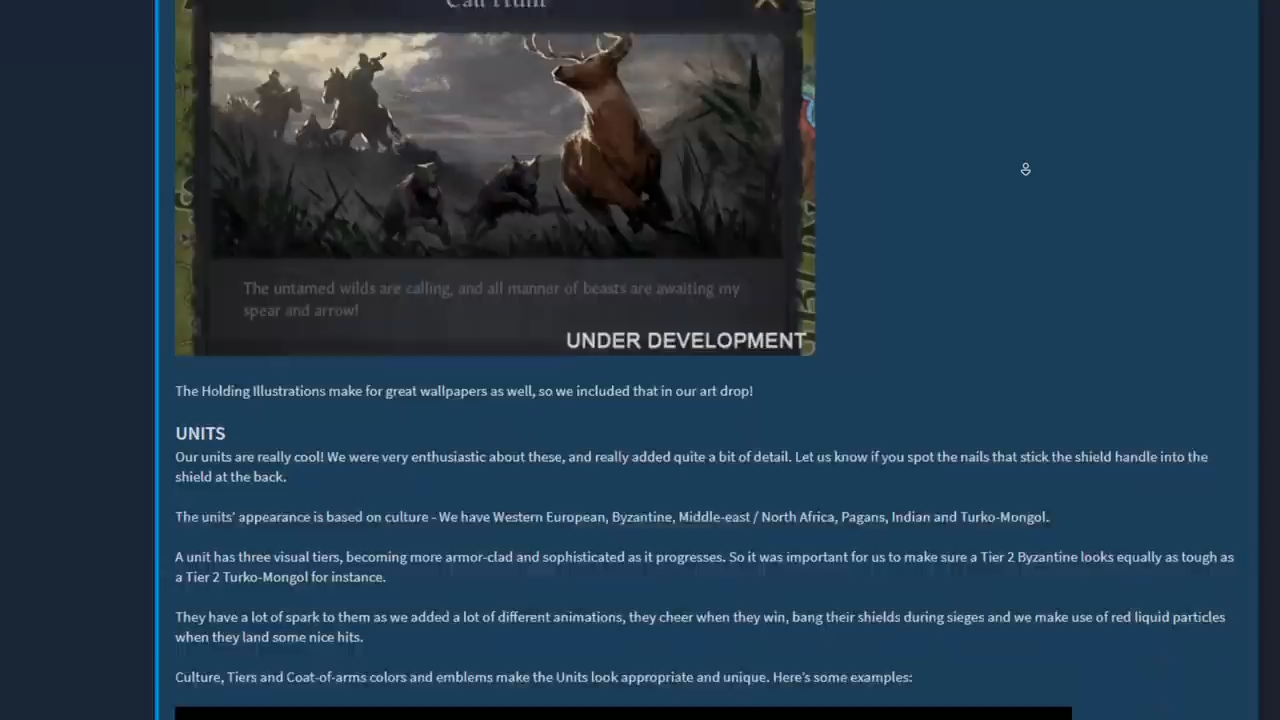 Call Hunt
The untamed wilds are calling, and all manner of beasts are awaiting my
spear and arrow!
UNDER DEVELOPMENT
The Holding Illustrations make for great wallpapers as well, so we included that in our art drop!
UNITS
Our units are really cool! We were very enthusiastic about these, and really added quite a bit of detail. Let us know if you spot the nails that stick the shield handle into the
shield at the back.
The units' appearance is based on culture - We have Western European, Byzantine, Middle-east / North Africa, Pagans, Indian and Turko-Mongol.
A unit has three visual tiers, becoming more armor-clad and sophisticated as it progresses. So it was important for us to make sure a Tier 2 Byzantine looks equally as tough as
a Tier 2 Turko-Mongol for instance.
They have a lot of spark to them as we added a lot of different animations, they cheer when they win, bang their shields during sieges and we make use of red liquid particles
when they land some nice hits.
Culture, Tiers and Coat-of-arms colors and emblems make the Units look appropriate and unique. Here's some examples: